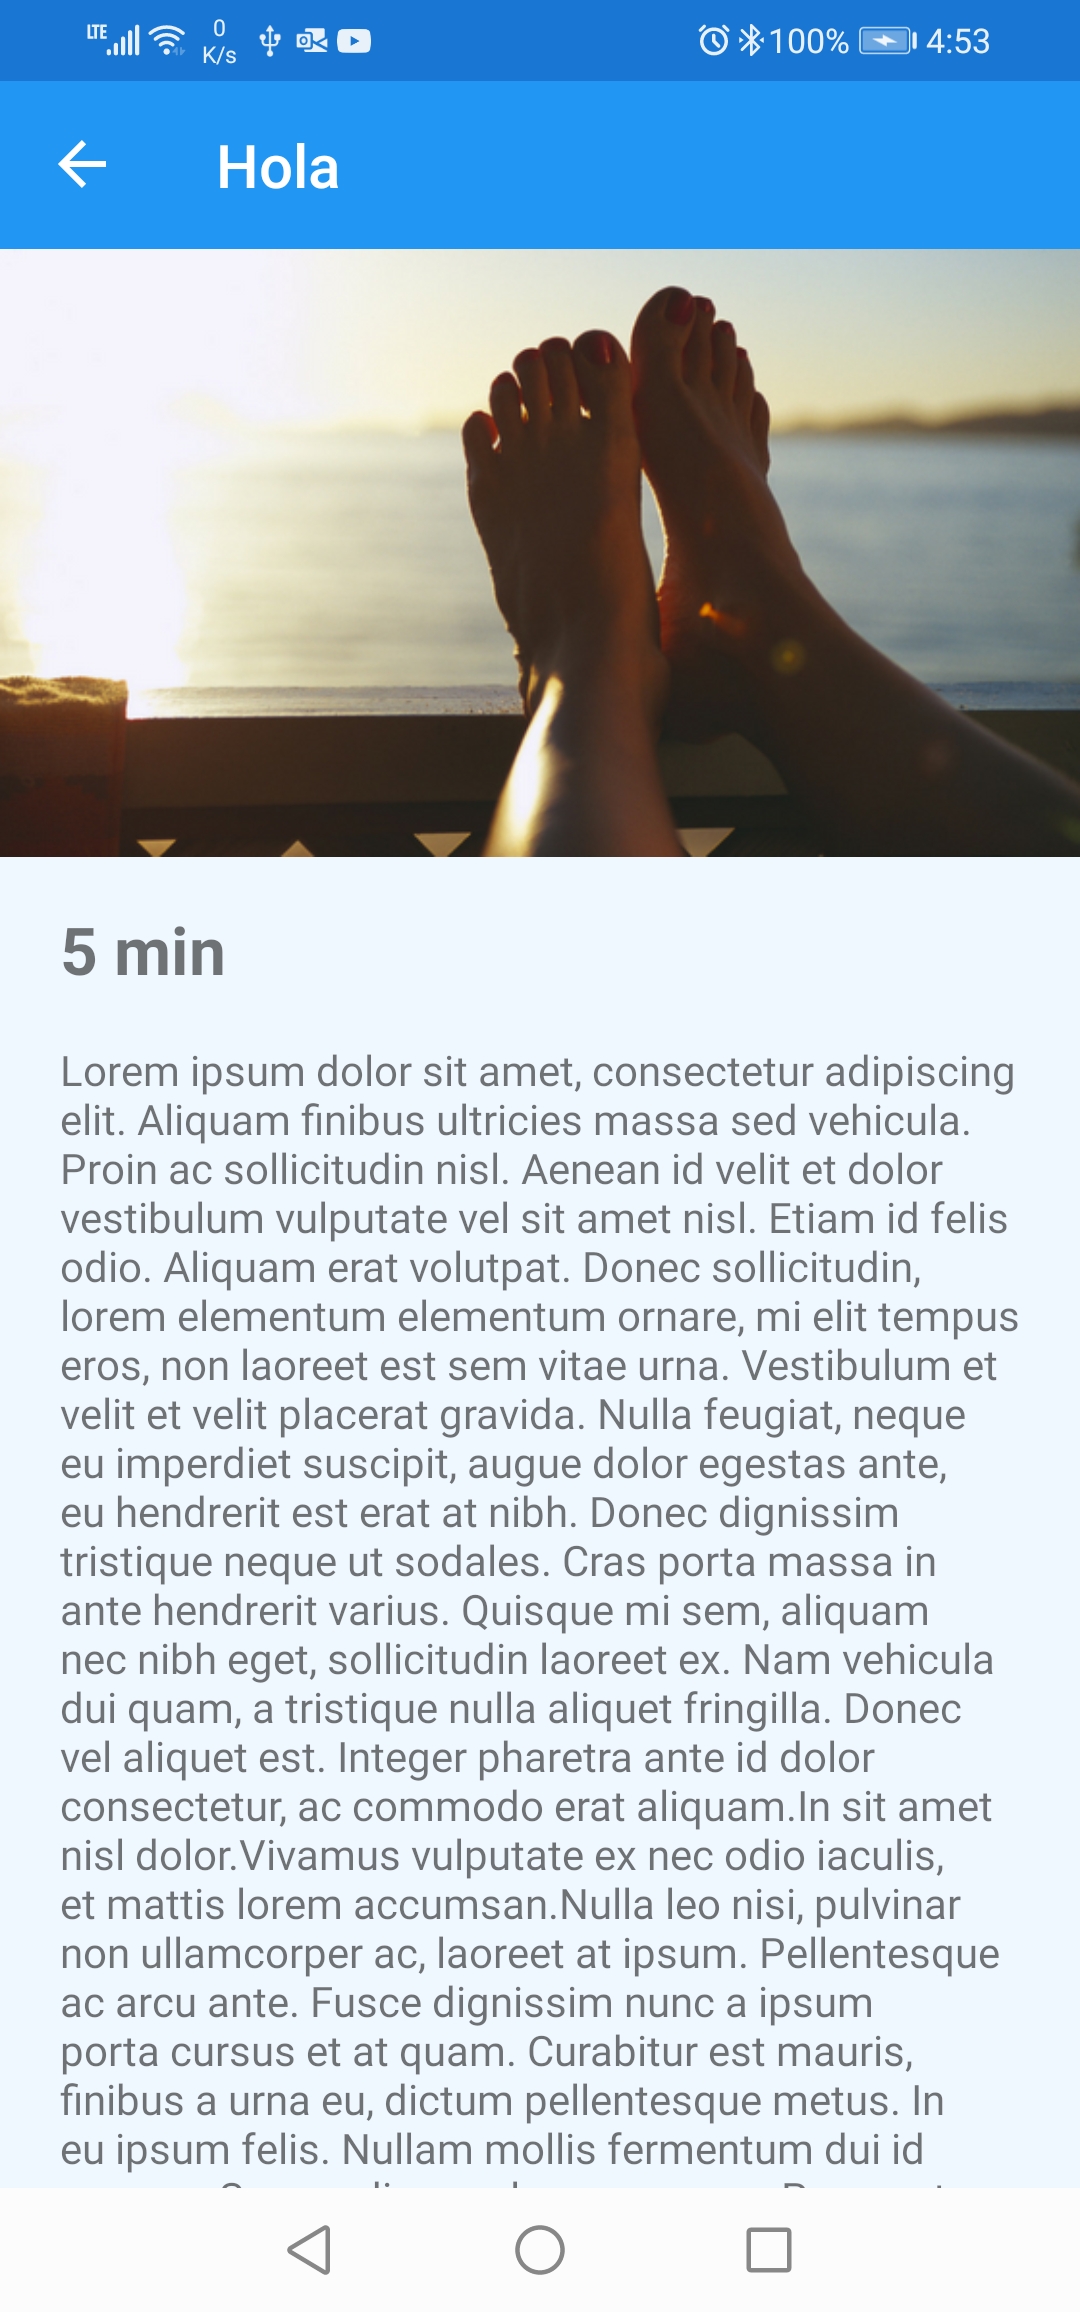 LTE 0 K/s 100% 4:53
Hola
5 min
Lorem ipsum dolor sit amet, consectetur adipiscing
elit. Aliquam finibus ultricies massa sed vehicula.
Proin ac sollicitudin nisl. Aenean id velit et dolor
vestibulum vulputate vel sit amet nisl. Etiam id felis
odio. Aliquam erat volutpat. Donec sollicitudin,
lorem elementum elementum ornare, mi elit tempus
eros, non laoreet est sem vitae urna. Vestibulum et
velit et velit placerat gravida. Nulla feugiat, neque
eu imperdiet suscipit, augue dolor egestas ante,
eu hendrerit est erat at nibh. Donec dignissim
tristique neque ut sodales. Cras porta massa in
ante hendrerit varius. Quisque mi sem, aliquam
nec nibh eget, sollicitudin laoreet ex. Nam vehicula
dui quam, a tristique nulla aliquet fringilla. Donec
vel aliquet est. Integer pharetra ante id dolor
consectetur, ac commodo erat aliquam.In sit amet
nisl dolor.Vivamus vulputate ex nec odio iaculis,
et mattis lorem accumsan.Nulla leo nisi, pulvinar
non ullamcorper ac, laoreet at ipsum. Pellentesque
ac arcu ante. Fusce dignissim nunc a ipsum
porta cursus et at quam. Curabitur est mauris,
finibus a urna eu, dictum pellentesque metus. In
eu ipsum felis. Nullam mollis fermentum dui id